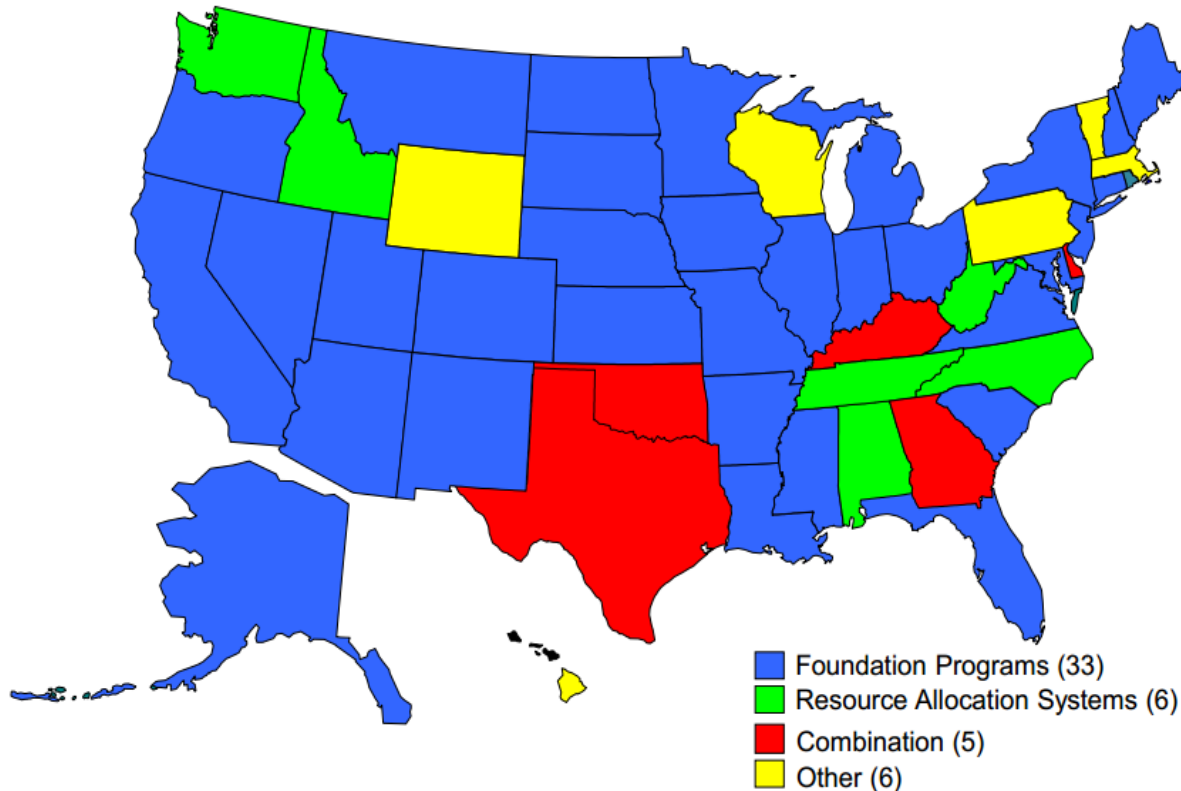 Foundation Programs (33)
Resource Allocation Systems (6)
Combination (5)
Other (6)